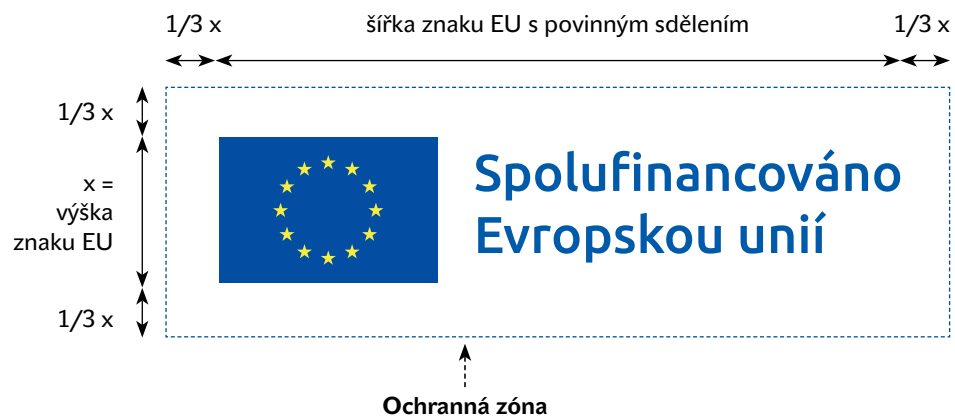 1/3 x
šířka znaku EU s povinným sdělením
1/3 x
1/3 x
x =
výška
znaku EU
1/3 x
Spolufinancováno
Evropskou unií
Ochranná zóna